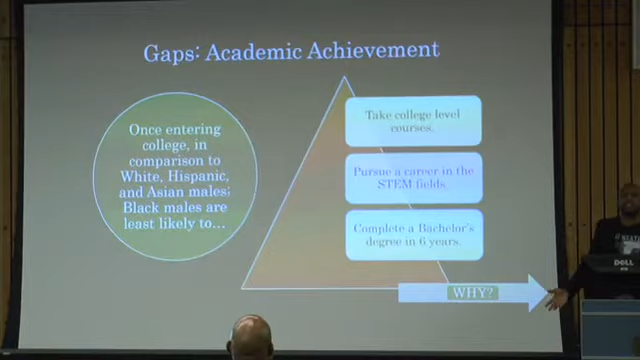 Gaps: Academic Achievement
Once entering
college, in
comparison to
White, Hispanic,
and Asian males;
Black males are
least likely to...
Take college level
courses.
Pursue a career in the
STEM fields.
Complete a Bachelor's
degree in 6 years.
WHY?
DELL